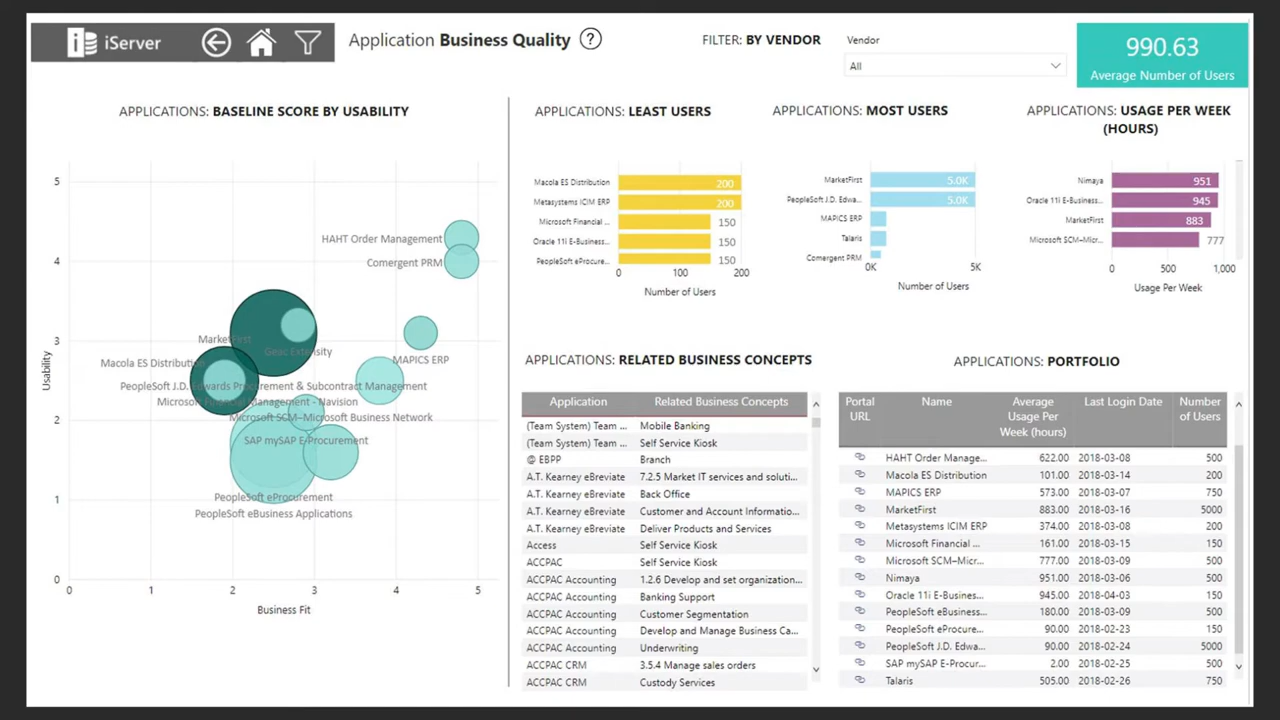 iServer
Application Business Quality ?
FILTER: BY VENDOR
Vendor
All
990.63
Average Number of Users
APPLICATIONS: BASELINE SCORE BY USABILITY
5
4
3
2
1
0
Usability
HAHT Order Management
Comergent PRM
MarketFirst
Geac Extensity
MAPICS ERP
Macola ES Distribution
PeopleSoft J.D. Edwards Procurement & Subcontract Management
Management - Navision
Microsoft SCM–Microsoft Business Network
SAP mySAP E-Procurement
PeopleSoft eProcurement
PeopleSoft eBusiness Applications
0 1 2 3 4 5
Business Fit
APPLICATIONS: LEAST USERS
Macola ES Distribution 200
Metasystems ICIM ERP 200
Microsoft Financial ... 150
Oracle 11i E-Business... 150
PeopleSoft eProcure... 150
0 100 200
Number of Users
APPLICATIONS: MOST USERS
MarketFirst 5.0K
PeopleSoft J.D. Edwa... 5.0K
MAPICS ERP
Talaris
Comergent PRM
0K 5K
Number of Users
APPLICATIONS: USAGE PER WEEK
(HOURS)
Nimaya 951
Oracle 11i E-Business... 945
MarketFirst 883
Microsoft SCM–Micr... 777
0 500 1,000
Usage Per Week
APPLICATIONS: RELATED BUSINESS CONCEPTS
Application Related Business Concepts
(Team System) Team ... Mobile Banking
(Team System) Team ... Self Service Kiosk
@ EBPP Branch
A.T. Kearney eBreviate 7.2.5 Market IT services and soluti...
A.T. Kearney eBreviate Back Office
A.T. Kearney eBreviate Customer and Account Informatio...
A.T. Kearney eBreviate Deliver Products and Services
Access Self Service Kiosk
ACCPAC Self Service Kiosk
ACCPAC Accounting 1.2.6 Develop and set organization...
ACCPAC Accounting Banking Support
ACCPAC Accounting Customer Segmentation
ACCPAC Accounting Develop and Manage Business Ca...
ACCPAC Accounting Underwriting
ACCPAC CRM 3.5.4 Manage sales orders
ACCPAC CRM Custody Services
APPLICATIONS: PORTFOLIO
Portal URL Name Average Usage Per Week (hours) Last Login Date Number of Users
HAHT Order Manage... 622.00 2018-03-08 500
Macola ES Distribution 101.00 2018-03-14 200
MAPICS ERP 573.00 2018-03-07 750
MarketFirst 883.00 2018-03-16 5000
Metasystems ICIM ERP 374.00 2018-03-08 200
Microsoft Financial ... 161.00 2018-03-15 150
Microsoft SCM–Micr... 777.00 2018-03-09 500
Nimaya 951.00 2018-03-06 500
Oracle 11i E-Busines... 945.00 2018-04-03 150
PeopleSoft eBusiness... 180.00 2018-03-09 500
PeopleSoft eProcure... 90.00 2018-02-23 150
PeopleSoft J.D. Edwa... 90.00 2018-02-24 5000
SAP mySAP E-Procur... 2.00 2018-02-25 500
Talaris 505.00 2018-02-26 750